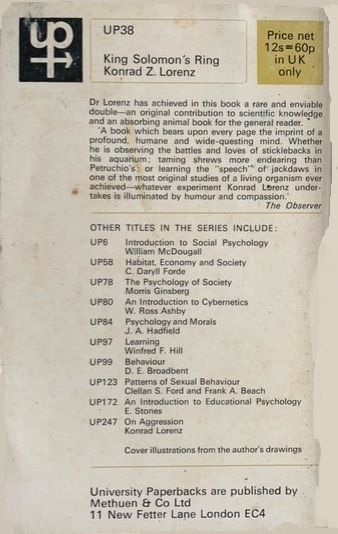 up
UP38
King Solomon's Ring
Konrad Z. Lorenz
Price net
12s=60p
in UK
only
Dr Lorenz has achieved in this book a rare and enviable
double—an original contribution to scientific knowledge
and an absorbing animal book for the general reader.
'A book which bears upon every page the imprint of a
profound, humane and wide-questing mind. Whether
he is observing the battles and loves of sticklebacks in
his aquarium; taming shrews more endearing than
Petruchio's; or learning the "speech" of jackdaws in
one of the most original studies of a living organism ever
achieved—whatever experiment Konrad Lorenz under-
takes is illuminated by humour and compassion.'
The Observer
OTHER TITLES IN THE SERIES INCLUDE:
UP6 Introduction to Social Psychology
William McDougall
UP58 Habitat, Economy and Society
C. Daryll Forde
UP78 The Psychology of Society
Morris Ginsberg
UP80 An Introduction to Cybernetics
W. Ross Ashby
UP84 Psychology and Morals
J. A. Hadfield
UP97 Learning
Winfred F. Hill
UP99 Behaviour
D. E. Broadbent
UP123 Patterns of Sexual Behaviour
Clellan S. Ford and Frank A. Beach
UP172 An Introduction to Educational Psychology
E. Stones
UP247 On Aggression
Konrad Lorenz
Cover illustrations from the author's drawings
University Paperbacks are published by
Methuen & Co Ltd
11 New Fetter Lane London EC4